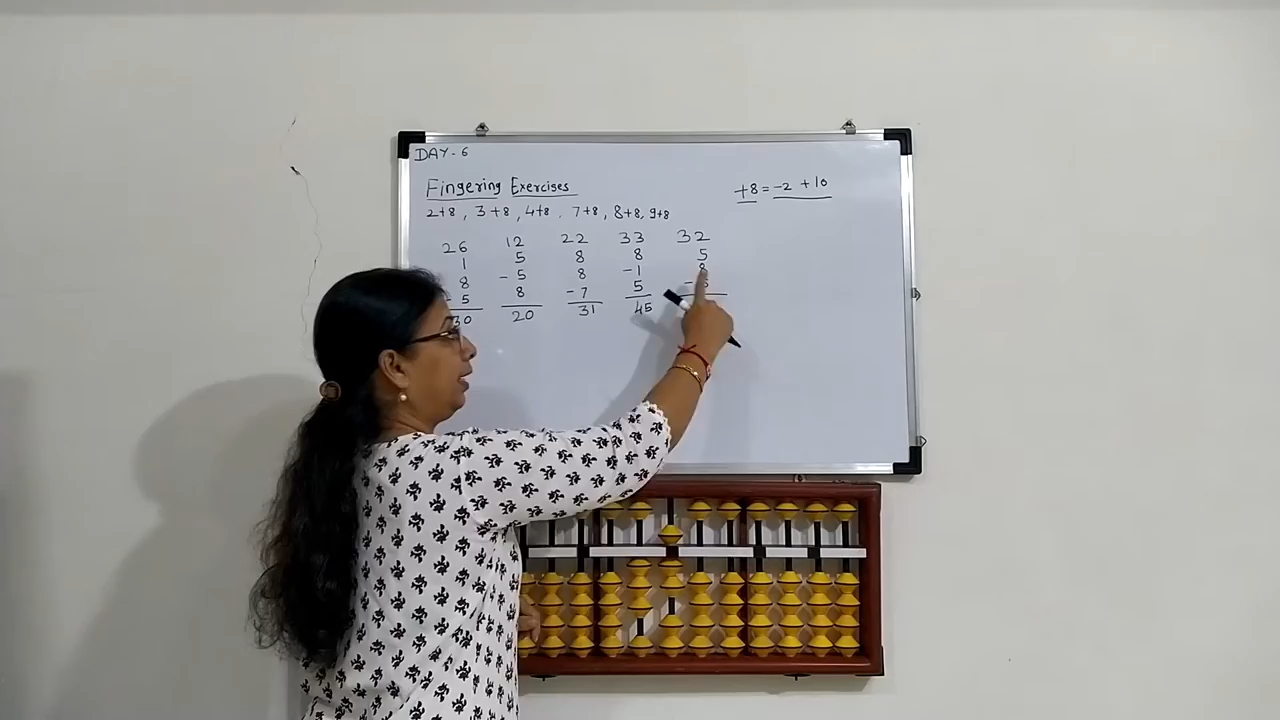 DAY-6
Fingering Exercises
+8 = -2 +10
2+8, 3+8, 4+8, 7+8, 8+8, 9+8
26 12 22 33 32
1 5 8 8 5
8 -5 8 -1 8
5 8 -7 5 -
30 20 31 45